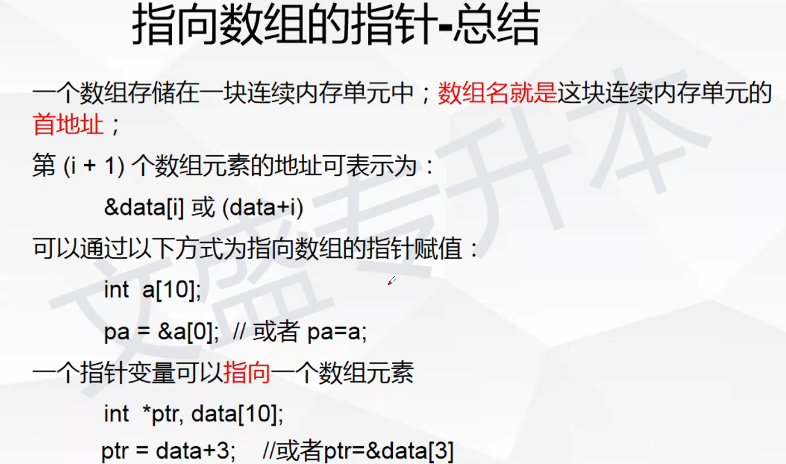 指向数组的指针-总结
一个数组存储在一块连续内存单元中；数组名就是这块连续内存单元的
首地址；
第 (i + 1) 个数组元素的地址可表示为：
&data[i] 或 (data+i)
可以通过以下方式为指向数组的指针赋值：
int  a[10];
pa = &a[0];  // 或者 pa=a;
一个指针变量可以指向一个数组元素
int  *ptr, data[10];
ptr = data+3;    //或者ptr=&data[3]
文盛专升本